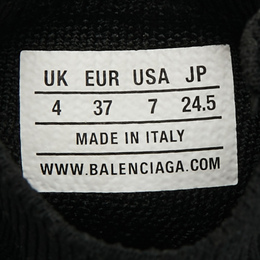 UK EUR USA JP
4 37 7 24.5
MADE IN ITALY
WWW.BALENCIAGA.COM